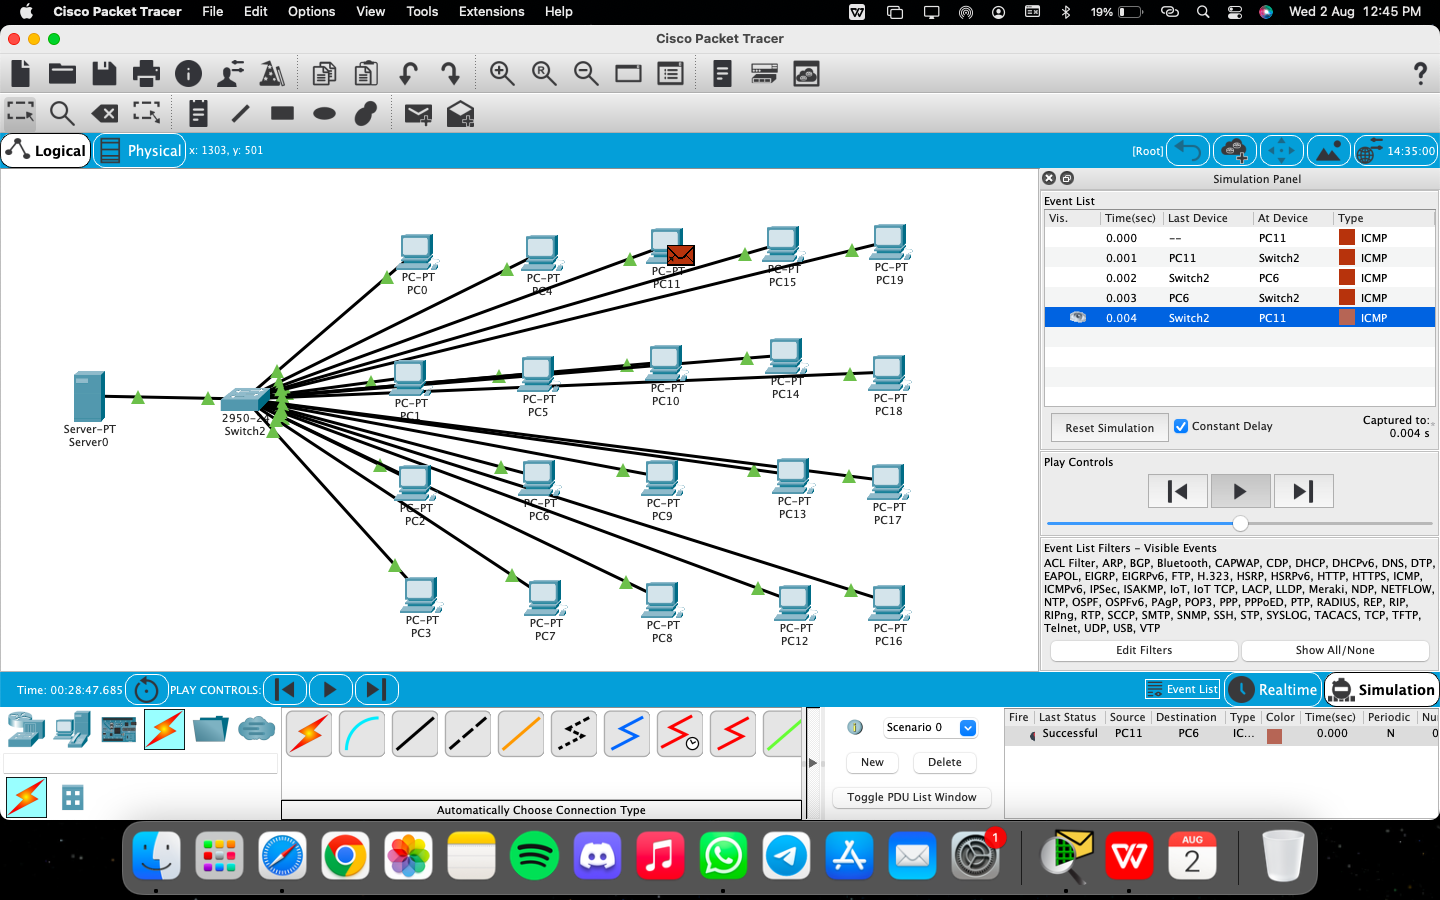 Cisco Packet Tracer File Edit Options View Tools Extensions Help 19% Wed 2 Aug 12:45 PM
Cisco Packet Tracer
Logical Physical x: 1303, y: 501 [Root] 14:35:00
Simulation Panel
Event List
Vis. Time(sec) Last Device At Device Type
0.000 -- PC11 ICMP
0.001 PC11 Switch2 ICMP
0.002 Switch2 PC6 ICMP
0.003 PC6 Switch2 ICMP
0.004 Switch2 PC11 ICMP
Reset Simulation Constant Delay Captured to:
0.004 s
Play Controls
Event List Filters - Visible Events
ACL Filter, ARP, BGP, Bluetooth, CAPWAP, CDP, DHCP, DHCPv6, DNS, DTP,
EAPOL, EIGRP, EIGRPv6, FTP, H.323, HSRP, HSRPv6, HTTP, HTTPS, ICMP,
ICMPv6, IPSec, ISAKMP, IoT, IoT TCP, LACP, LLDP, Meraki, NDP, NETFLOW,
NTP, OSPF, OSPFv6, PAgP, POP3, PPP, PPPoED, PTP, RADIUS, REP, RIP,
RIPng, RTP, SCCP, SMTP, SNMP, SSH, STP, SYSLOG, TACACS, TCP, TFTP,
Telnet, UDP, USB, VTP
Edit Filters Show All/None
PC-PT
PC0
PC-PT
PC4
PC-PT
PC11
PC-PT
PC15
PC-PT
PC19
Server-PT
Server0
2950-24
Switch2
PC-PT
PC1
PC-PT
PC5
PC-PT
PC10
PC-PT
PC14
PC-PT
PC18
PC-PT
PC2
PC-PT
PC6
PC-PT
PC9
PC-PT
PC13
PC-PT
PC17
PC-PT
PC3
PC-PT
PC7
PC-PT
PC8
PC-PT
PC12
PC-PT
PC16
Time: 00:28:47.685 PLAY CONTROLS: Event List Realtime Simulation
Automatically Choose Connection Type
Scenario 0
New Delete
Toggle PDU List Window
Fire Last Status Source Destination Type Color Time(sec) Periodic Nu
Successful PC11 PC6 IC... 0.000 N 0
1
AUG
2